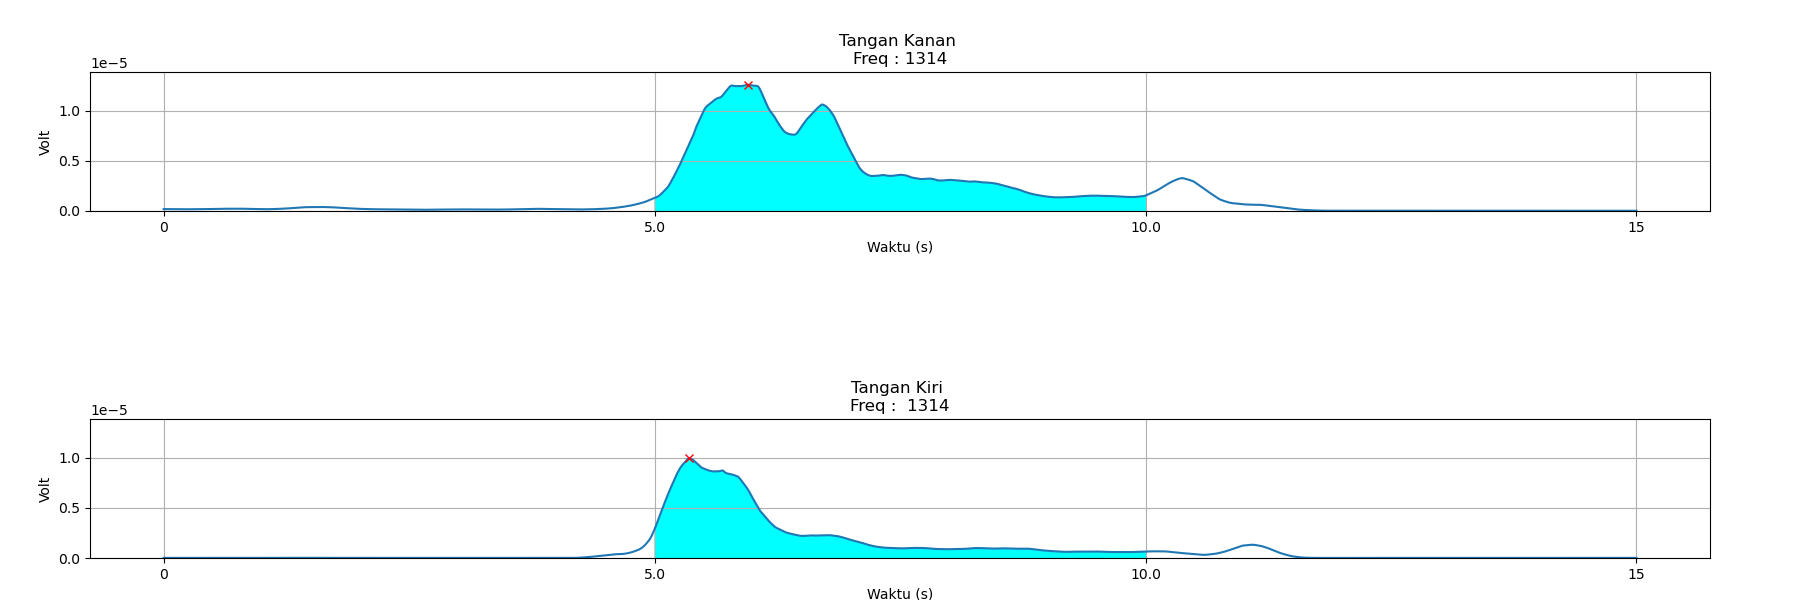 Tangan Kanan
Freq : 1314
1e−5
1.0
0.5
0.0
Volt
0 5.0 10.0 15
Waktu (s)
Tangan Kiri
Freq :  1314
1e−5
1.0
0.5
0.0
Volt
0 5.0 10.0 15
Waktu (s)